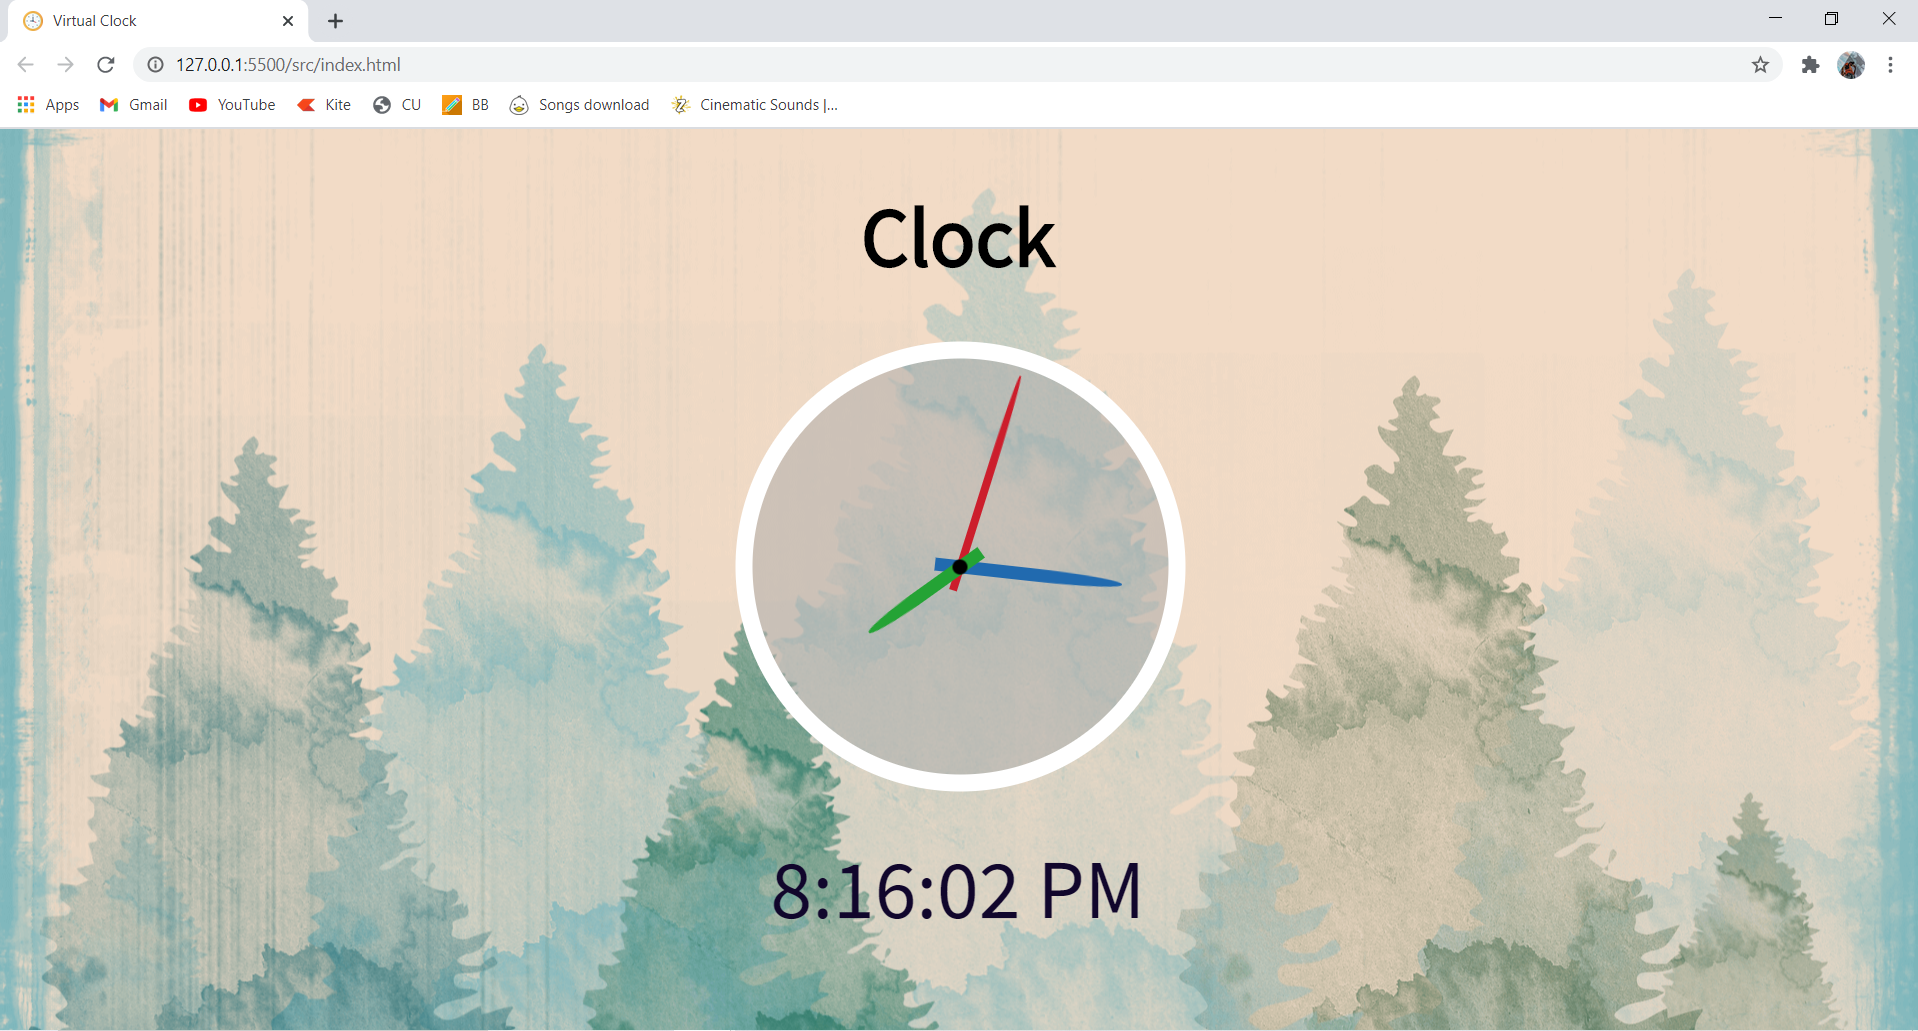 Virtual Clock
127.0.0.1:5500/src/index.html
Apps Gmail YouTube Kite CU BB Songs download Cinematic Sounds |...
Clock
8:16:02 PM